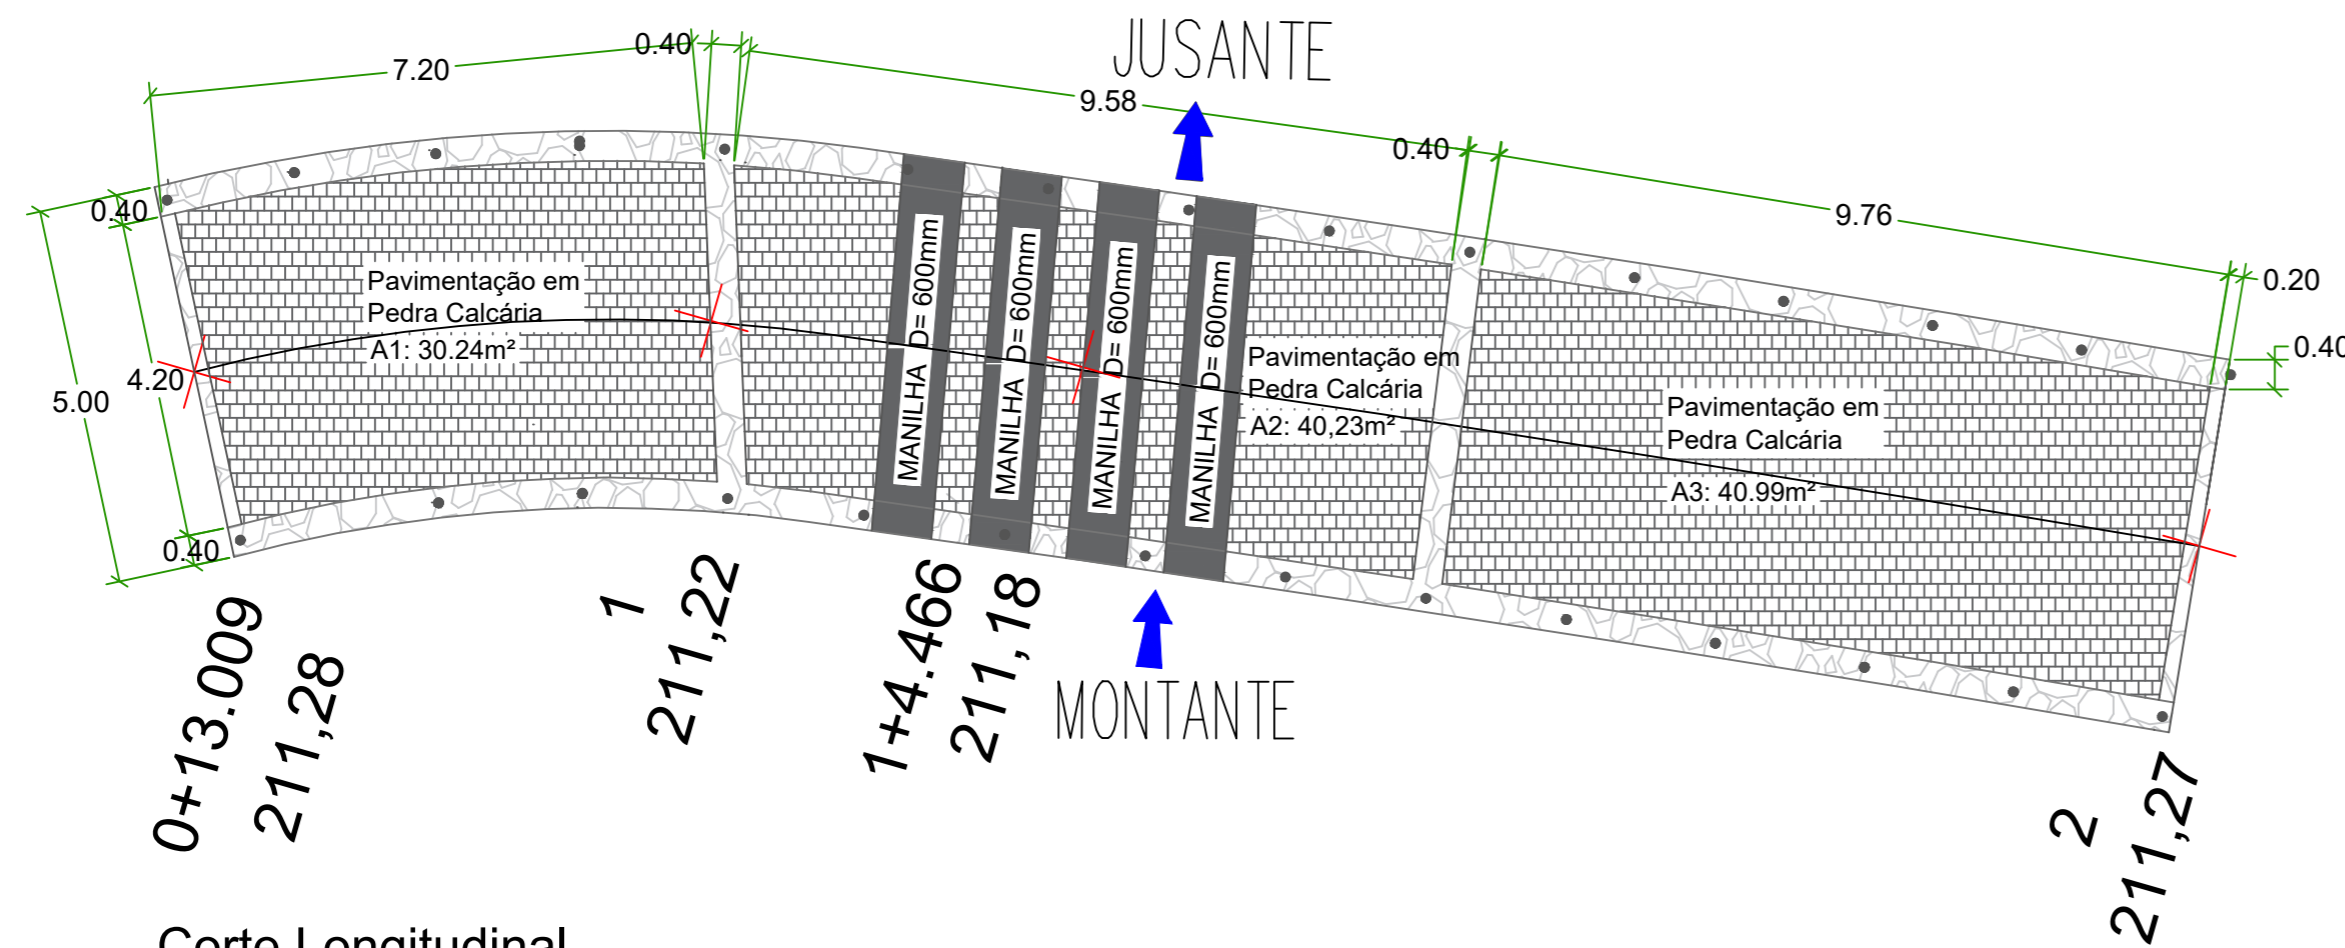 JUSANTE
0.40
7.20
9.58
0.40
9.76
0.20
0.40
0.40
5.00
4.20
0.40
Pavimentação em
Pedra Calcária
A1: 30.24m²
MANILHA D= 600mm
MANILHA D= 600mm
MANILHA D= 600mm
MANILHA D= 600mm
Pavimentação em
Pedra Calcária
A2: 40,23m²
Pavimentação em
Pedra Calcária
A3: 40.99m²
0+13.009
211,28
1
211,22
1+4.466
211,18
MONTANTE
2
211,27
Corte Longitudinal